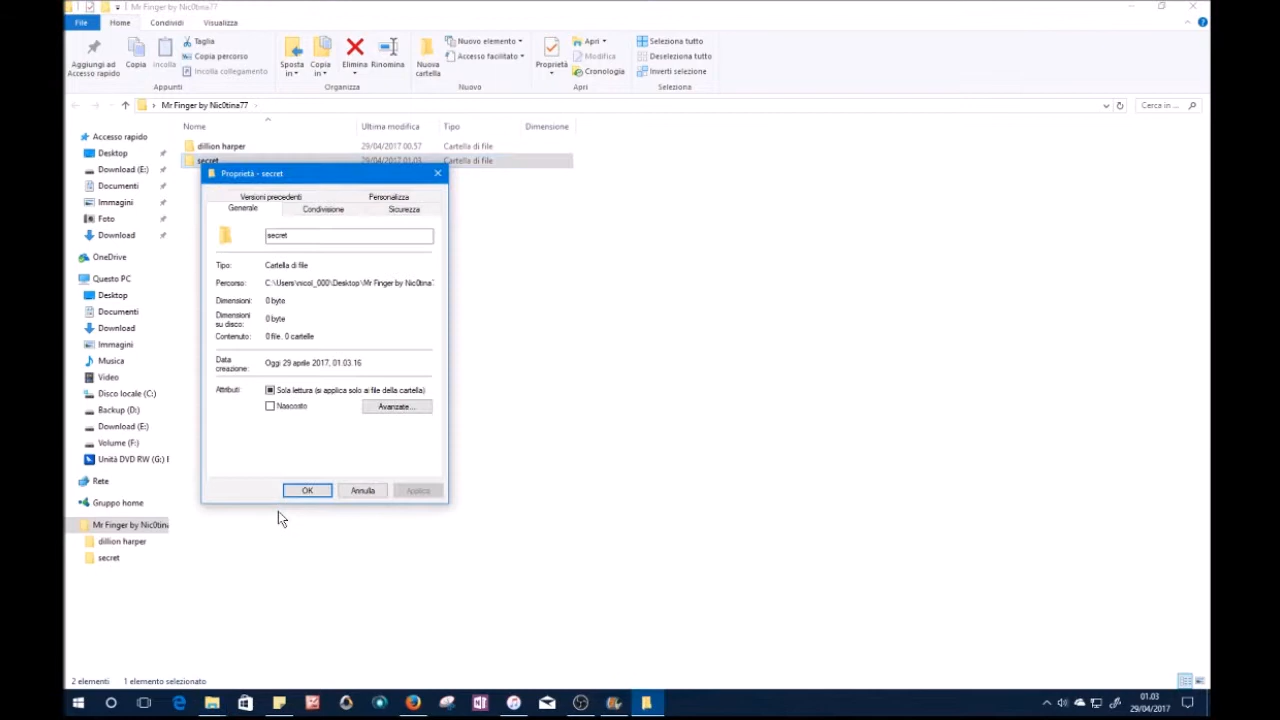 Mr Finger by Nic0tina77
File Home Condividi Visualizza
Aggiungi ad Accesso rapido
Copia
Incolla
Taglia
Copia percorso
Incolla collegamento
Appunti
Sposta in
Copia in
Elimina
Rinomina
Organizza
Nuova cartella
Nuovo elemento
Accesso facilitato
Nuovo
Proprietà
Apri
Modifica
Cronologia
Apri
Seleziona tutto
Deseleziona tutto
Inverti selezione
Seleziona
Mr Finger by Nic0tina77
Cerca in ...
Nome Ultima modifica Tipo Dimensione
dillion harper 29/04/2017 00.57 Cartella di file
secret 29/04/2017 01.03 Cartella di file
Accesso rapido
Desktop
Download (E:)
Documenti
Immagini
Foto
Download
OneDrive
Questo PC
Desktop
Documenti
Download
Immagini
Musica
Video
Disco locale (C:)
Backup (D:)
Download (E:)
Volume (F:)
Unità DVD RW (G:) I
Rete
Gruppo home
Mr Finger by Nic0tina
dillion harper
secret
Proprietà - secret
Versioni precedenti Personalizza
Generale Condivisione Sicurezza
secret
Tipo: Cartella di file
Percorso: C:\Users\nicol_000\Desktop\Mr Finger by Nic0tina7
Dimensioni: 0 byte
Dimensioni su disco: 0 byte
Contenuto: 0 file, 0 cartelle
Data creazione: Oggi 29 aprile 2017, 01.03.16
Attributi: Sola lettura (si applica solo ai file della cartella)
Nascosto Avanzate...
OK Annulla Applica
2 elementi 1 elemento selezionato
01.03
29/04/2017